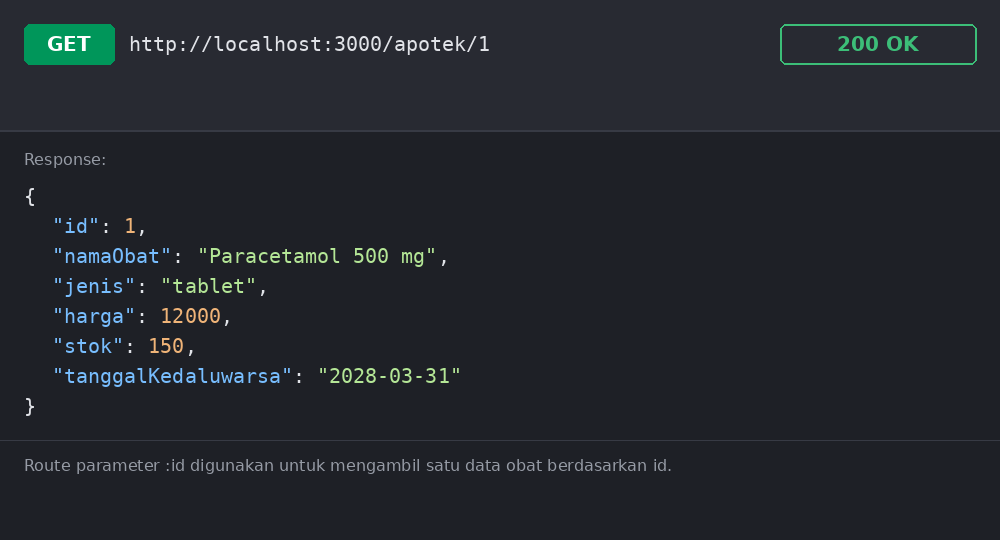 GET http://localhost:3000/apotek/1 200 OK
Response:
{
"id": 1,
"namaObat": "Paracetamol 500 mg",
"jenis": "tablet",
"harga": 12000,
"stok": 150,
"tanggalKedaluwarsa": "2028-03-31"
}
Route parameter :id digunakan untuk mengambil satu data obat berdasarkan id.